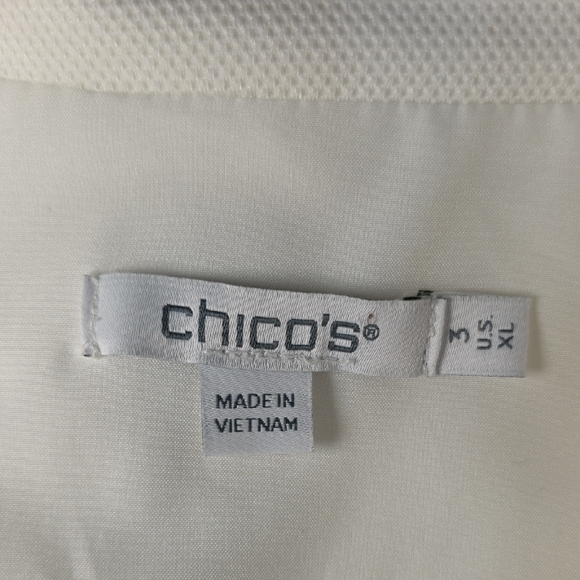 chico's®
3
U.S.
XL
MADE IN
VIETNAM